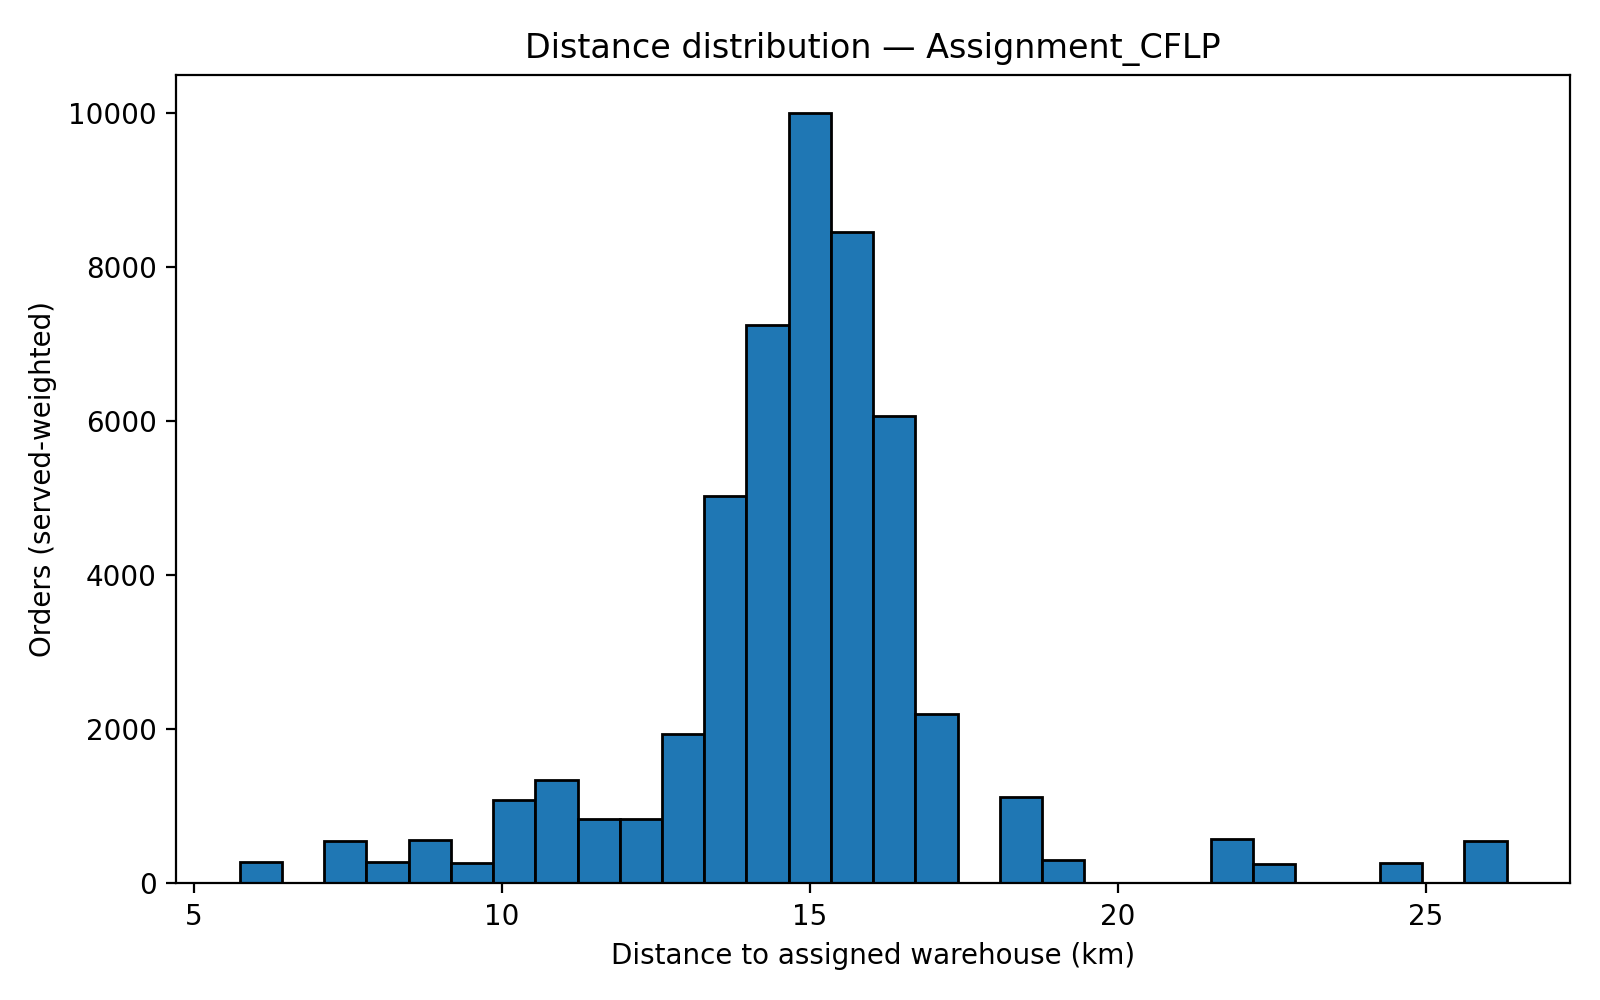 Distance distribution — Assignment_CFLP
Orders (served-weighted)
10000
8000
6000
4000
2000
0
5 10 15 20 25
Distance to assigned warehouse (km)